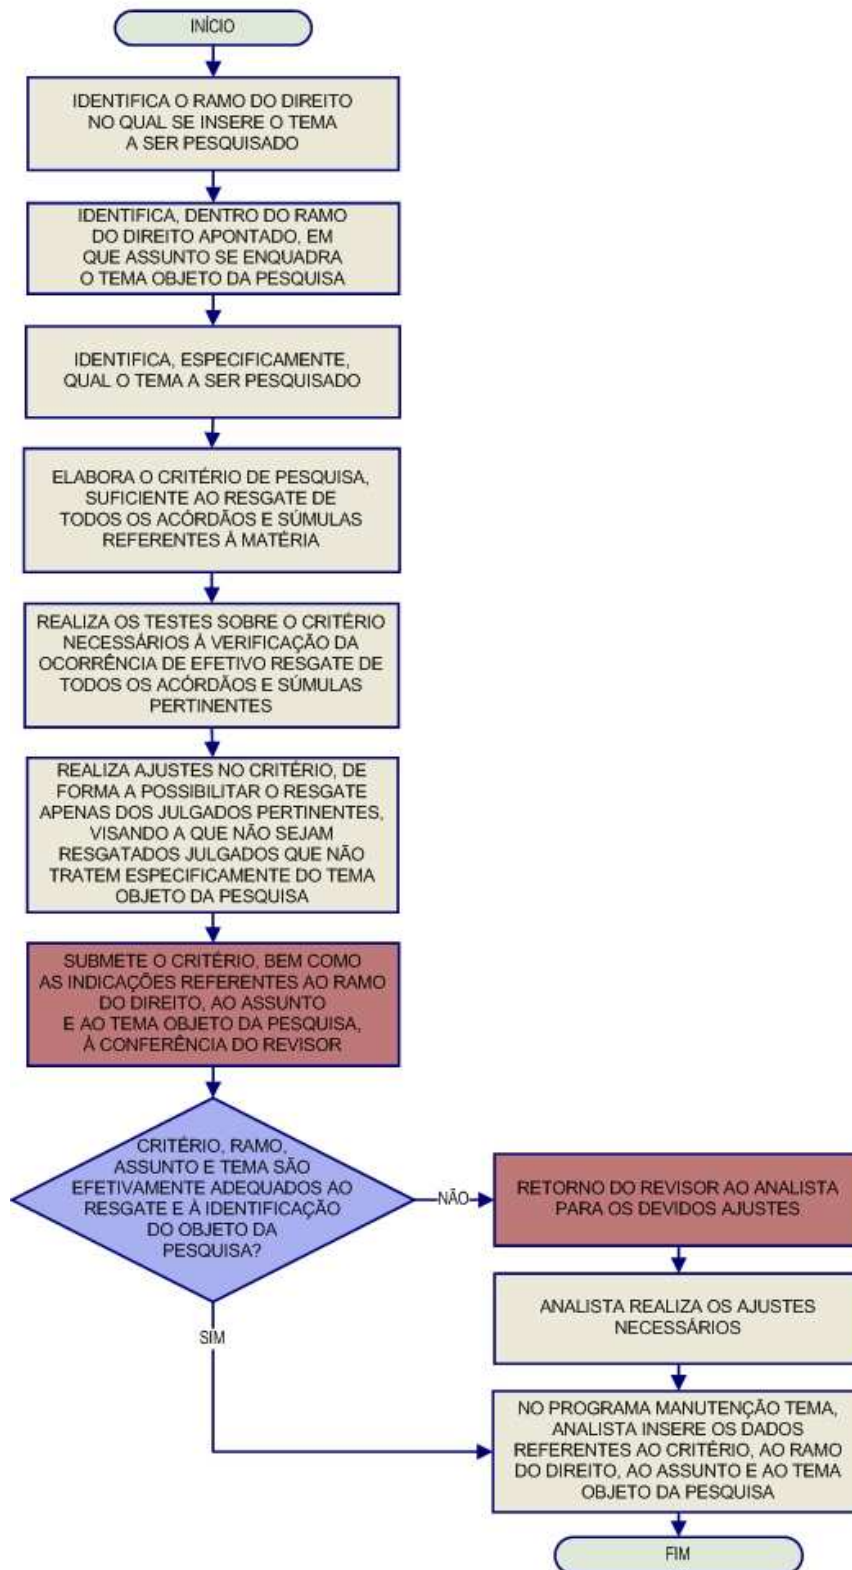 INÍCIO
IDENTIFICA O RAMO DO DIREITO
NO QUAL SE INSERE O TEMA
A SER PESQUISADO
IDENTIFICA, DENTRO DO RAMO
DO DIREITO APONTADO, EM
QUE ASSUNTO SE ENQUADRA
O TEMA OBJETO DA PESQUISA
IDENTIFICA, ESPECIFICAMENTE,
QUAL O TEMA A SER PESQUISADO
ELABORA O CRITÉRIO DE PESQUISA,
SUFICIENTE AO RESGATE DE
TODOS OS ACÓRDÃOS E SÚMULAS
REFERENTES À MATÉRIA
REALIZA OS TESTES SOBRE O CRITÉRIO
NECESSÁRIOS À VERIFICAÇÃO DA
OCORRÊNCIA DE EFETIVO RESGATE DE
TODOS OS ACÓRDÃOS E SÚMULAS
PERTINENTES
REALIZA AJUSTES NO CRITÉRIO, DE
FORMA A POSSIBILITAR O RESGATE
APENAS DOS JULGADOS PERTINENTES,
VISANDO A QUE NÃO SEJAM
RESGATADOS JULGADOS QUE NÃO
TRATEM ESPECIFICAMENTE DO TEMA
OBJETO DA PESQUISA
SUBMETE O CRITÉRIO, BEM COMO
AS INDICAÇÕES REFERENTES AO RAMO
DO DIREITO, AO ASSUNTO
E AO TEMA OBJETO DA PESQUISA,
À CONFERÊNCIA DO REVISOR
CRITÉRIO, RAMO,
ASSUNTO E TEMA SÃO
EFETIVAMENTE ADEQUADOS AO
RESGATE E À IDENTIFICAÇÃO
DO OBJETO DA
PESQUISA?
NÃO
RETORNO DO REVISOR AO ANALISTA
PARA OS DEVIDOS AJUSTES
ANALISTA REALIZA OS AJUSTES
NECESSÁRIOS
SIM
NO PROGRAMA MANUTENÇÃO TEMA,
ANALISTA INSERE OS DADOS
REFERENTES AO CRITÉRIO, AO RAMO
DO DIREITO, AO ASSUNTO E AO TEMA
OBJETO DA PESQUISA
FIM